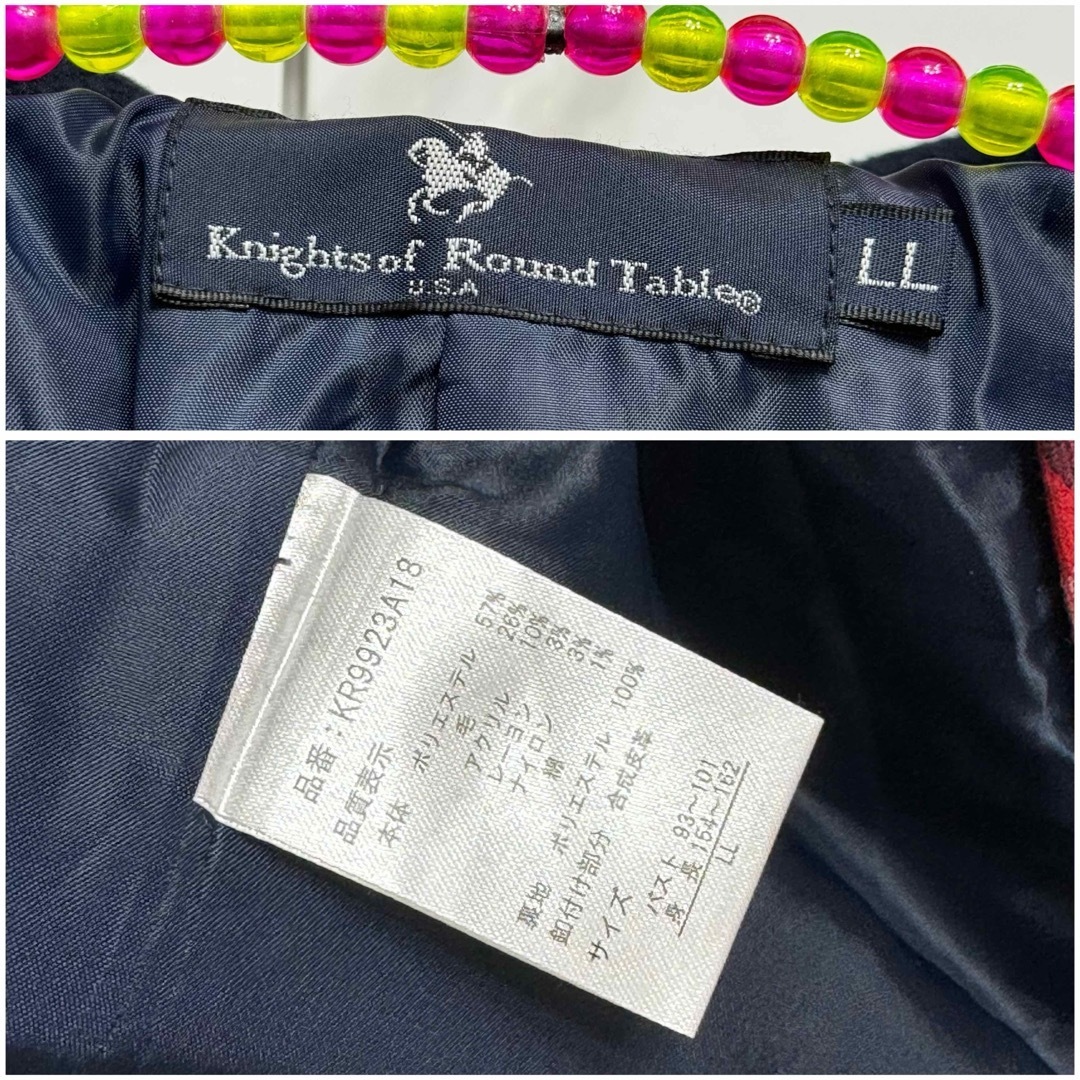 Knights of Round Table®
USA
LL
品番:KR9923A18
品質表示
本体 ポリエステル 57%
毛 26%
アクリル 10%
レーヨン 3%
ナイロン 3%
綿 1%
裏地 ポリエステル 100%
釦付け部分 合成皮革
サイズ
バスト 93~101
身長 154~162
LL